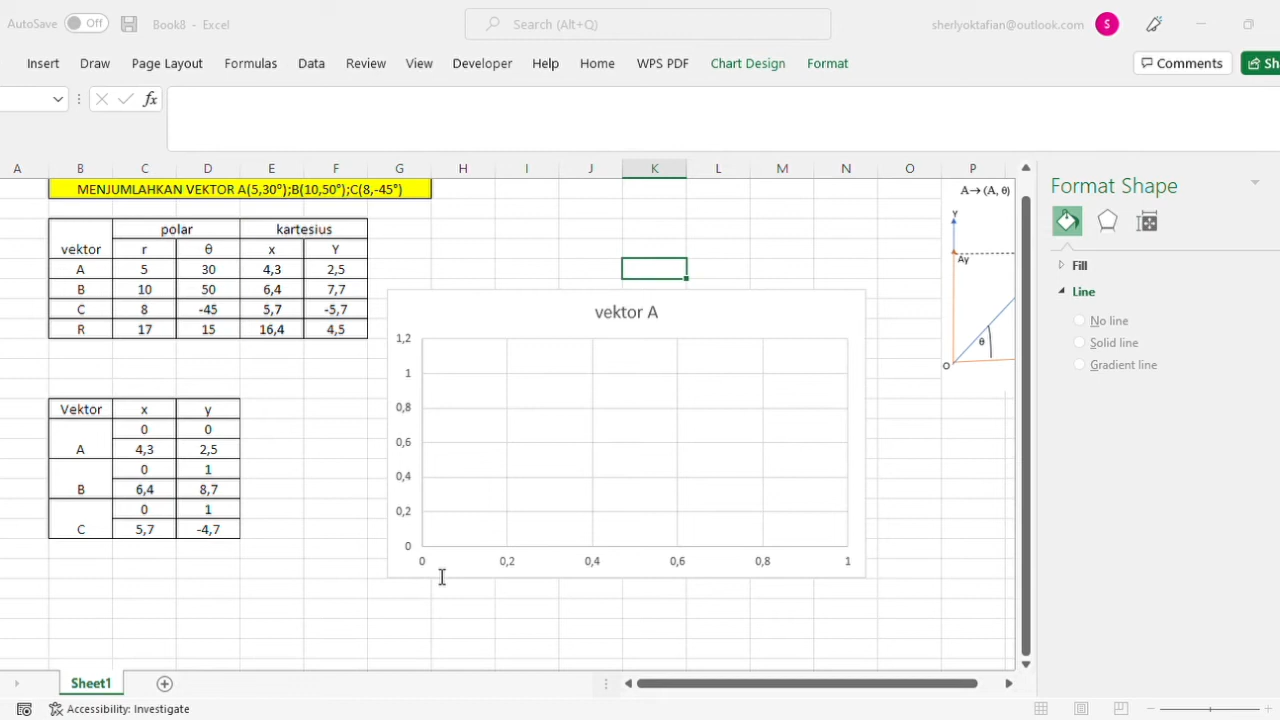 AutoSave Off Book8 - Excel Search (Alt+Q) sherlyoktafian@outlook.com S
Insert Draw Page Layout Formulas Data Review View Developer Help Home WPS PDF Chart Design Format Comments Sh
fx
A B C D E F G H I J K L M N O P
MENJUMLAHKAN VEKTOR A(5,30°);B(10,50°);C(8,-45°)
vektor polar kartesius
r θ x Y
A 5 30 4,3 2,5
B 10 50 6,4 7,7
C 8 -45 5,7 -5,7
R 17 15 16,4 4,5
Vektor x y
0 0
A 4,3 2,5
0 1
B 6,4 8,7
0 1
C 5,7 -4,7
vektor A
1,2
1
0,8
0,6
0,4
0,2
0
0 0,2 0,4 0,6 0,8 1
A→ (A, θ)
Y
Ay
θ
O
Format Shape
Fill
Line
No line
Solid line
Gradient line
Sheet1
Accessibility: Investigate